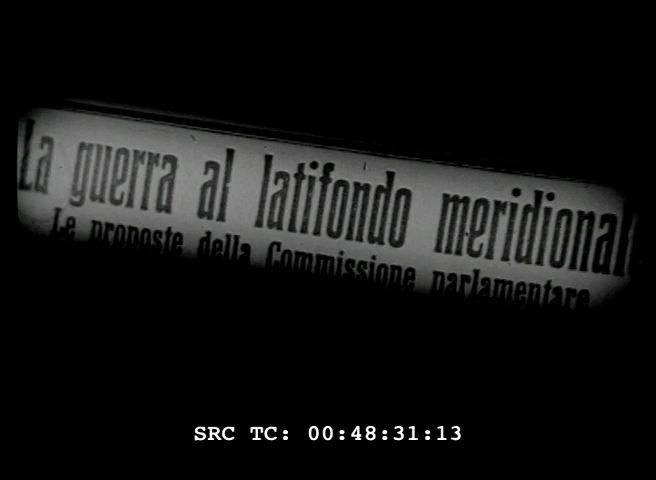 La guerra al latifondo meridional
Le proposte della Commissione parlamentare
SRC TC: 00:48:31:13